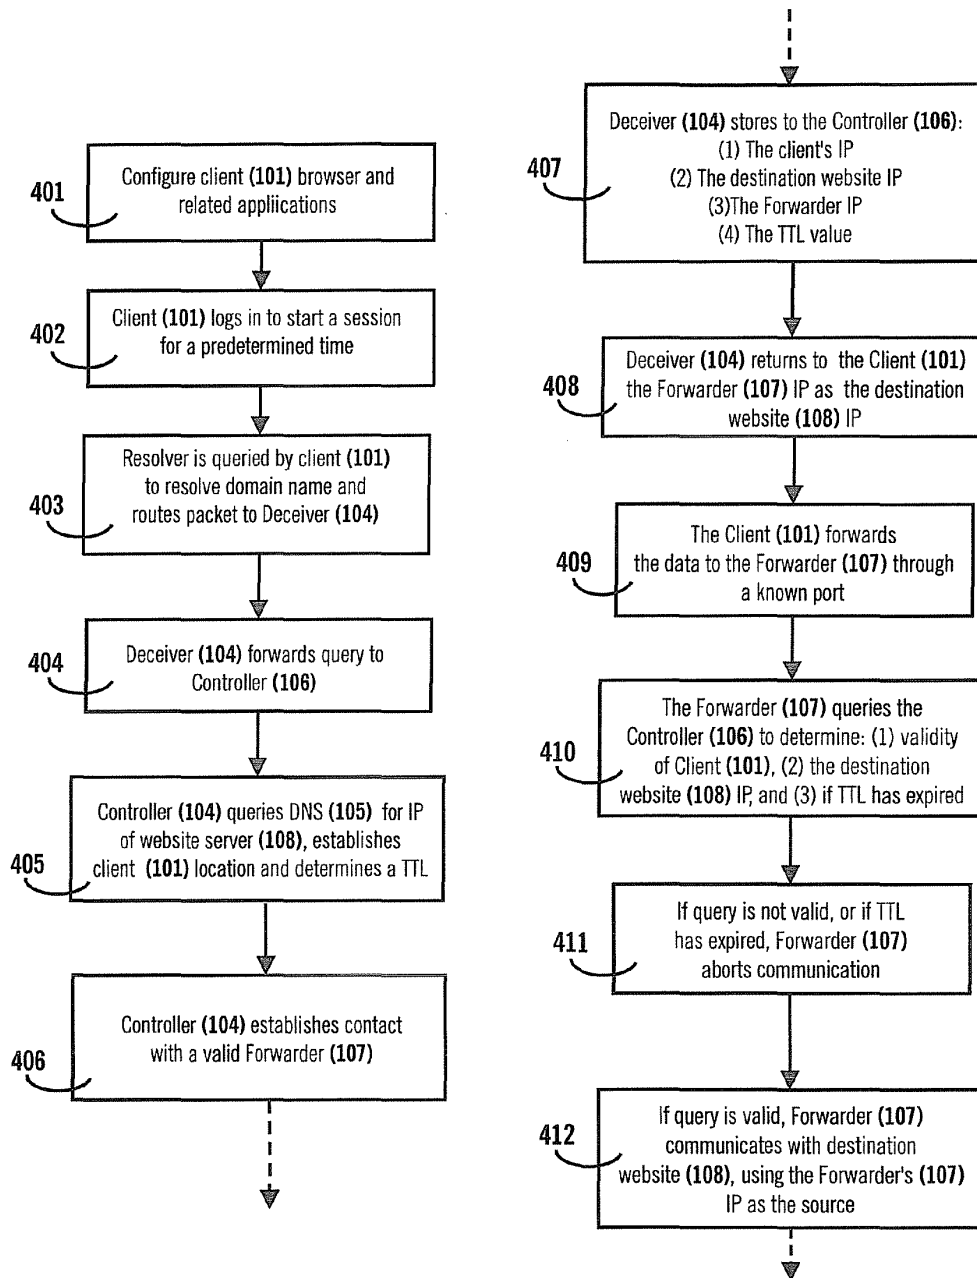 401
Configure client (101) browser and
related appliications
402
Client (101) logs in to start a session
for a predetermined time
403
Resolver is queried by client (101)
to resolve domain name and
routes packet to Deceiver (104)
404
Deceiver (104) forwards query to
Controller (106)
405
Controller (104) queries DNS (105) for IP
of website server (108), establishes
client (101) location and determines a TTL
406
Controller (104) establishes contact
with a valid Forwarder (107)
407
Deceiver (104) stores to the Controller (106):
(1) The client's IP
(2) The destination website IP
(3)The Forwarder IP
(4) The TTL value
408
Deceiver (104) returns to the Client (101)
the Forwarder (107) IP as the destination
website (108) IP
409
The Client (101) forwards
the data to the Forwarder (107) through
a known port
410
The Forwarder (107) queries the
Controller (106) to determine: (1) validity
of Client (101), (2) the destination
website (108) IP, and (3) if TTL has expired
411
If query is not valid, or if TTL
has expired, Forwarder (107)
aborts communication
412
If query is valid, Forwarder (107)
communicates with destination
website (108), using the Forwarder's (107)
IP as the source